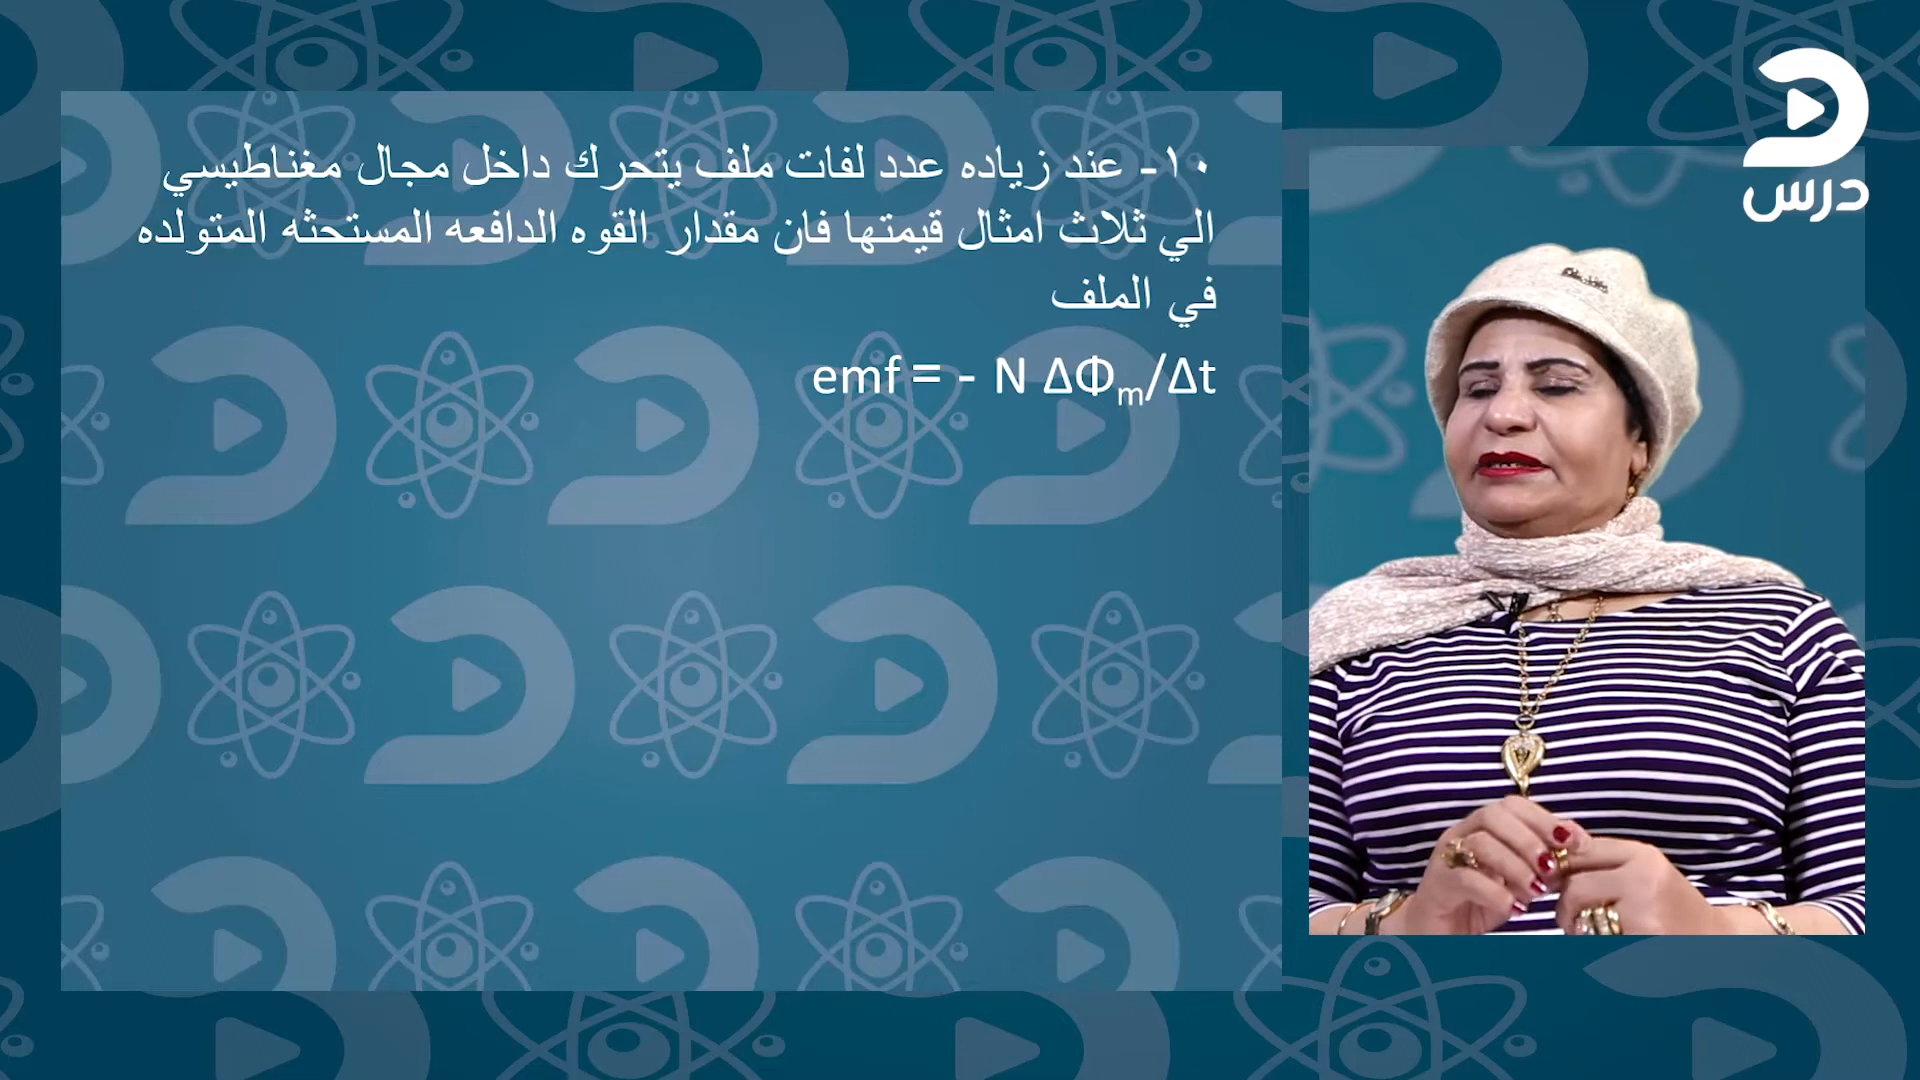 ١٠- عند زياده عدد لفات ملف يتحرك داخل مجال مغناطيسي
الي ثلاث امثال قيمتها فان مقدار القوه الدافعه المستحثه المتولده
في الملف
emf = - N ΔΦₘ/Δt
درس